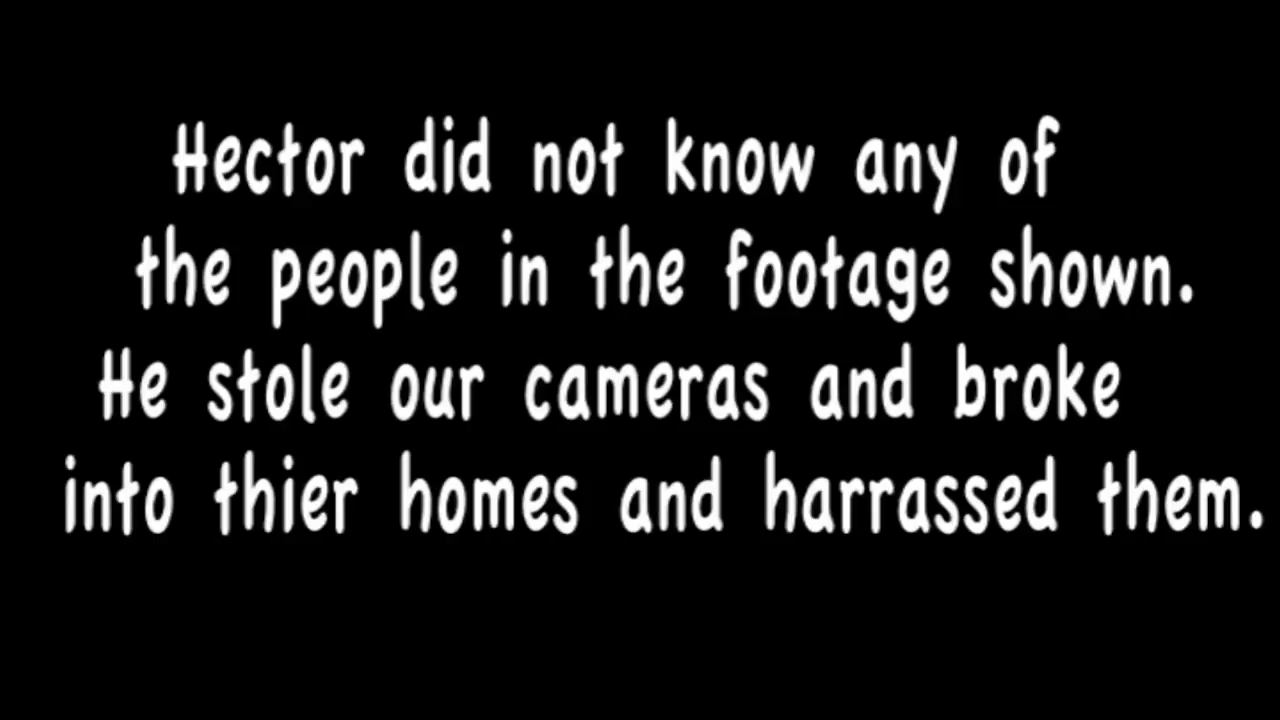 Hector did not know any of
the people in the footage shown.
He stole our cameras and broke
into thier homes and harrassed them.